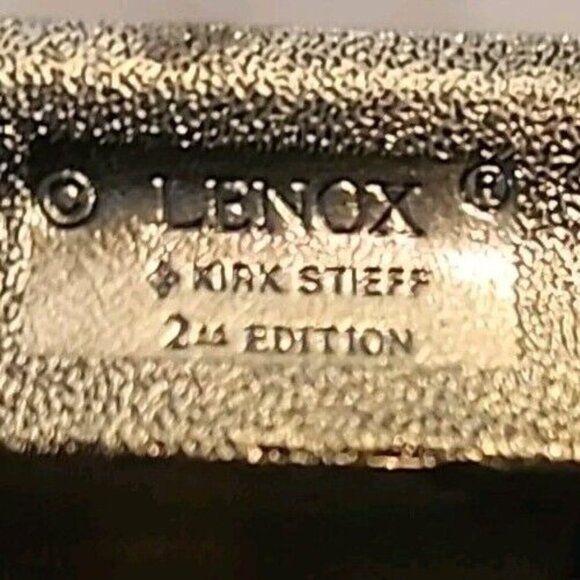 © LENOX ®
KIRK STIEFF
2nd EDITION